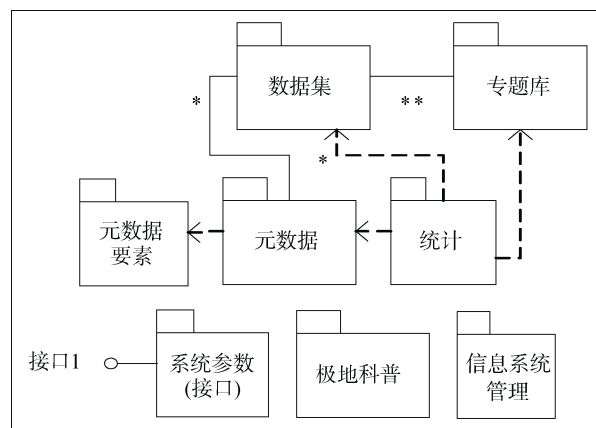 数据集
专题库
*
**
*
元数据
要素
元数据
统计
接口1
系统参数
(接口)
极地科普
信息系统
管理